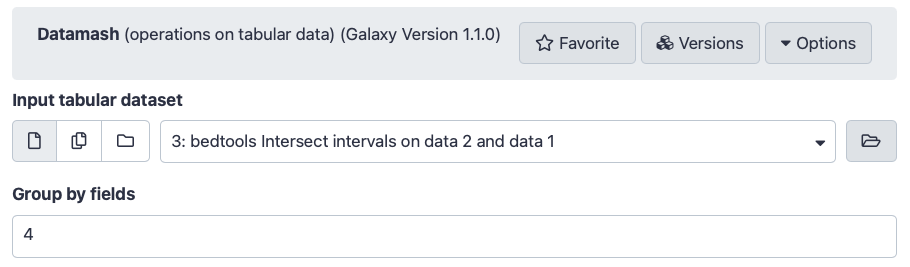 Datamash (operations on tabular data) (Galaxy Version 1.1.0) Favorite Versions Options
Input tabular dataset
3: bedtools Intersect intervals on data 2 and data 1
Group by fields
4